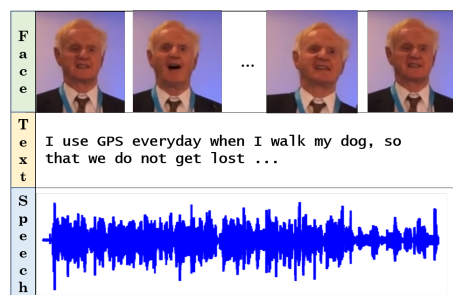 Face
...
Text
I use GPS everyday when I walk my dog, so
that we do not get lost ...
Speech